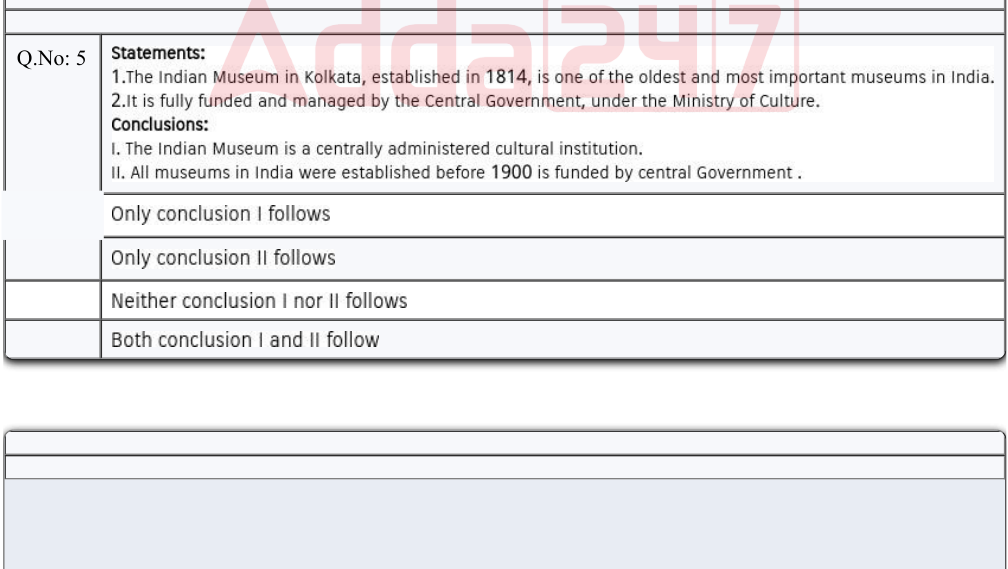 Adda247
Q.No: 5
Statements:
1.The Indian Museum in Kolkata, established in 1814, is one of the oldest and most important museums in India.
2.It is fully funded and managed by the Central Government, under the Ministry of Culture.
Conclusions:
I. The Indian Museum is a centrally administered cultural institution.
II. All museums in India were established before 1900 is funded by central Government .
Only conclusion I follows
Only conclusion II follows
Neither conclusion I nor II follows
Both conclusion I and II follow